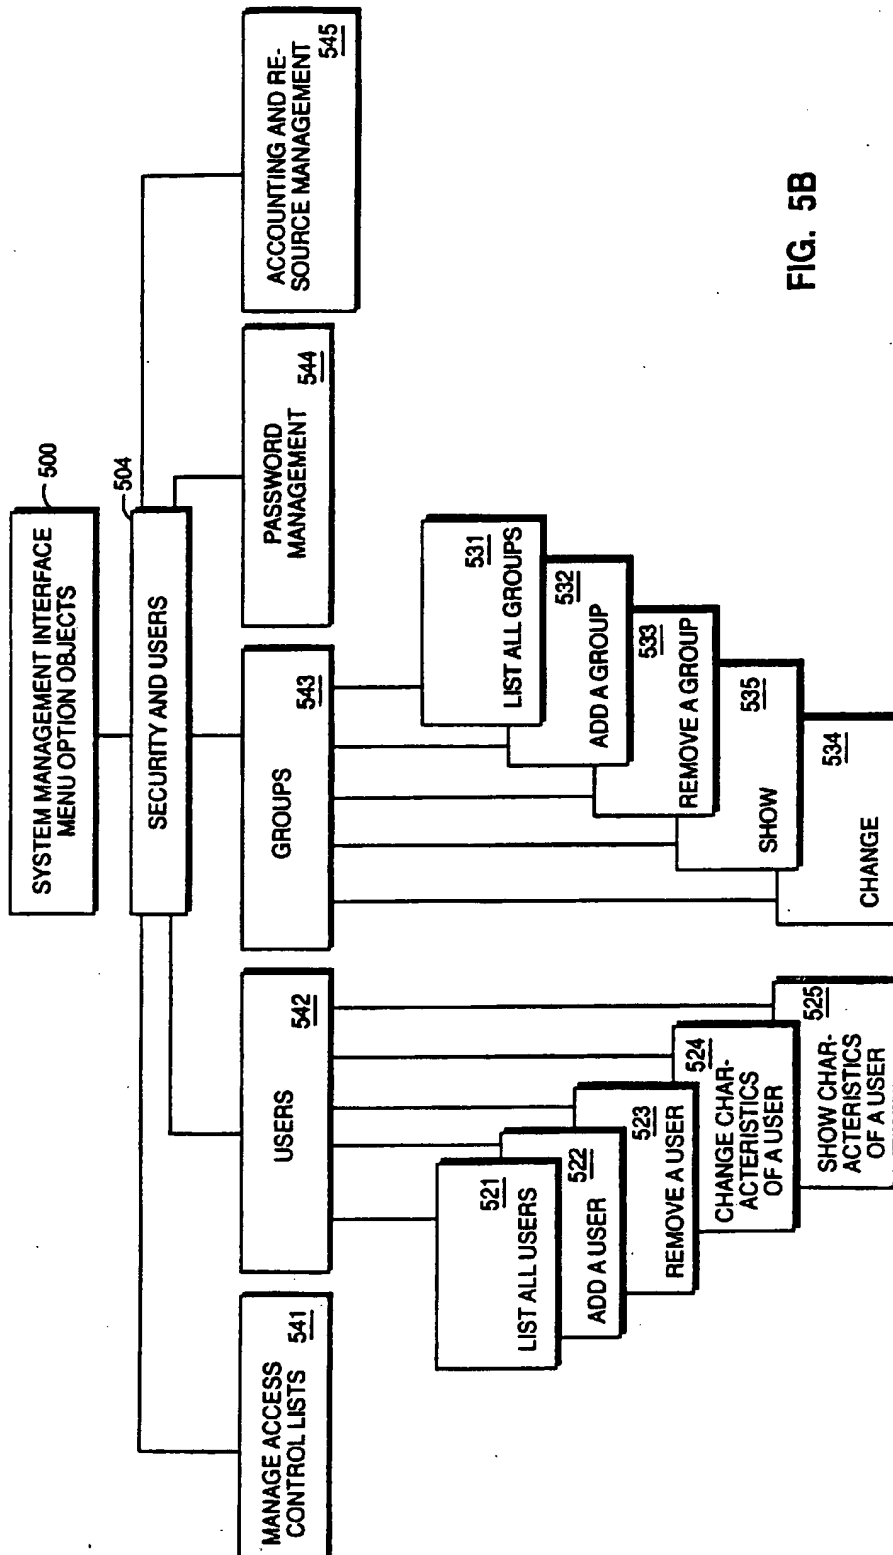 SYSTEM MANAGEMENT INTERFACE
MENU OPTION OBJECTS
500
504
SECURITY AND USERS
MANAGE ACCESS
CONTROL LISTS
541
USERS
542
GROUPS
543
PASSWORD
MANAGEMENT
544
ACCOUNTING AND RE-
SOURCE MANAGEMENT
545
521
LIST ALL USERS
522
ADD A USER
523
REMOVE A USER
524
CHANGE CHAR-
ACTERISTICS
OF A USER
525
SHOW CHAR-
ACTERISTICS
OF A USER
531
LIST ALL GROUPS
532
ADD A GROUP
533
REMOVE A GROUP
535
SHOW
534
CHANGE
FIG. 5B